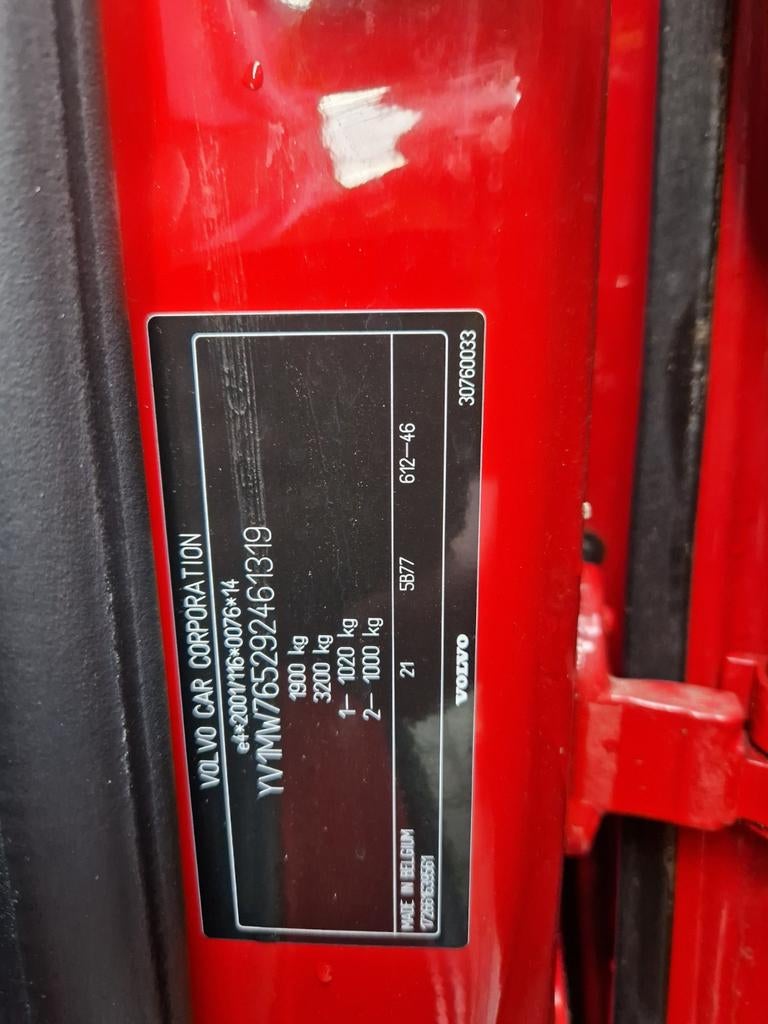 VOLVO CAR CORPORATION
e4*2001/116*0076*14
YV1MW765292461319
1900 kg
3200 kg
1— 1020 kg
2— 1000 kg
MADE IN BELGIUM 21 5B77 612—46
VOLVO 30760033